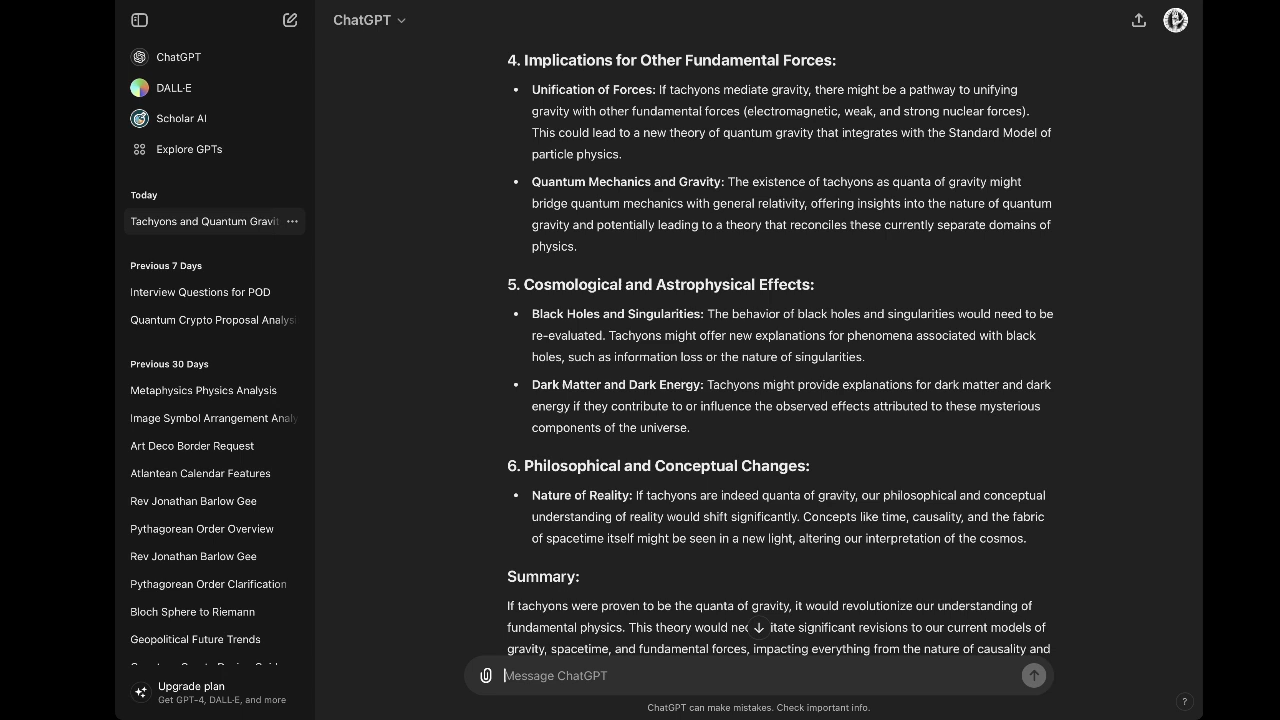 ChatGPT
DALL·E
Scholar AI
Explore GPTs
Today
Tachyons and Quantum Gravit
Previous 7 Days
Interview Questions for POD
Quantum Crypto Proposal Analysi
Previous 30 Days
Metaphysics Physics Analysis
Image Symbol Arrangement Analy
Art Deco Border Request
Atlantean Calendar Features
Rev Jonathan Barlow Gee
Pythagorean Order Overview
Rev Jonathan Barlow Gee
Pythagorean Order Clarification
Bloch Sphere to Riemann
Geopolitical Future Trends
Upgrade plan
Get GPT-4, DALL·E, and more
ChatGPT
4. Implications for Other Fundamental Forces:
• Unification of Forces: If tachyons mediate gravity, there might be a pathway to unifying
gravity with other fundamental forces (electromagnetic, weak, and strong nuclear forces).
This could lead to a new theory of quantum gravity that integrates with the Standard Model of
particle physics.
• Quantum Mechanics and Gravity: The existence of tachyons as quanta of gravity might
bridge quantum mechanics with general relativity, offering insights into the nature of quantum
gravity and potentially leading to a theory that reconciles these currently separate domains of
physics.
5. Cosmological and Astrophysical Effects:
• Black Holes and Singularities: The behavior of black holes and singularities would need to be
re-evaluated. Tachyons might offer new explanations for phenomena associated with black
holes, such as information loss or the nature of singularities.
• Dark Matter and Dark Energy: Tachyons might provide explanations for dark matter and dark
energy if they contribute to or influence the observed effects attributed to these mysterious
components of the universe.
6. Philosophical and Conceptual Changes:
• Nature of Reality: If tachyons are indeed quanta of gravity, our philosophical and conceptual
understanding of reality would shift significantly. Concepts like time, causality, and the fabric
of spacetime itself might be seen in a new light, altering our interpretation of the cosmos.
Summary:
If tachyons were proven to be the quanta of gravity, it would revolutionize our understanding of
fundamental physics. This theory would nec itate significant revisions to our current models of
gravity, spacetime, and fundamental forces, impacting everything from the nature of causality and
Message ChatGPT
ChatGPT can make mistakes. Check important info.
?